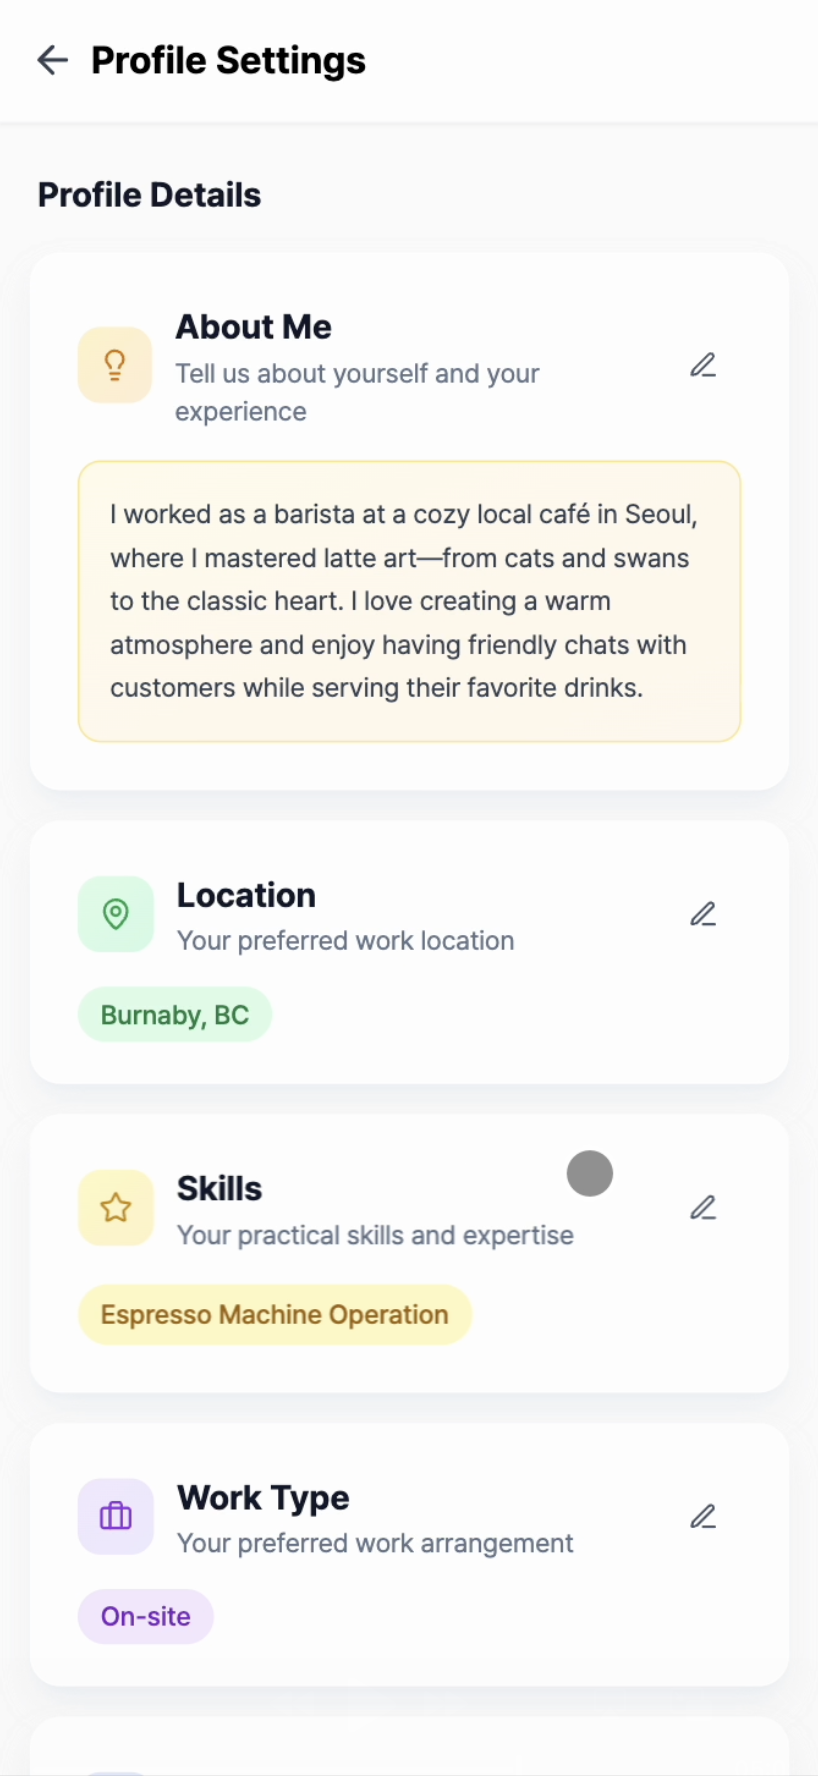 Profile Settings
Profile Details
About Me
Tell us about yourself and your
experience
I worked as a barista at a cozy local café in Seoul,
where I mastered latte art—from cats and swans
to the classic heart. I love creating a warm
atmosphere and enjoy having friendly chats with
customers while serving their favorite drinks.
Location
Your preferred work location
Burnaby, BC
Skills
Your practical skills and expertise
Espresso Machine Operation
Work Type
Your preferred work arrangement
On-site